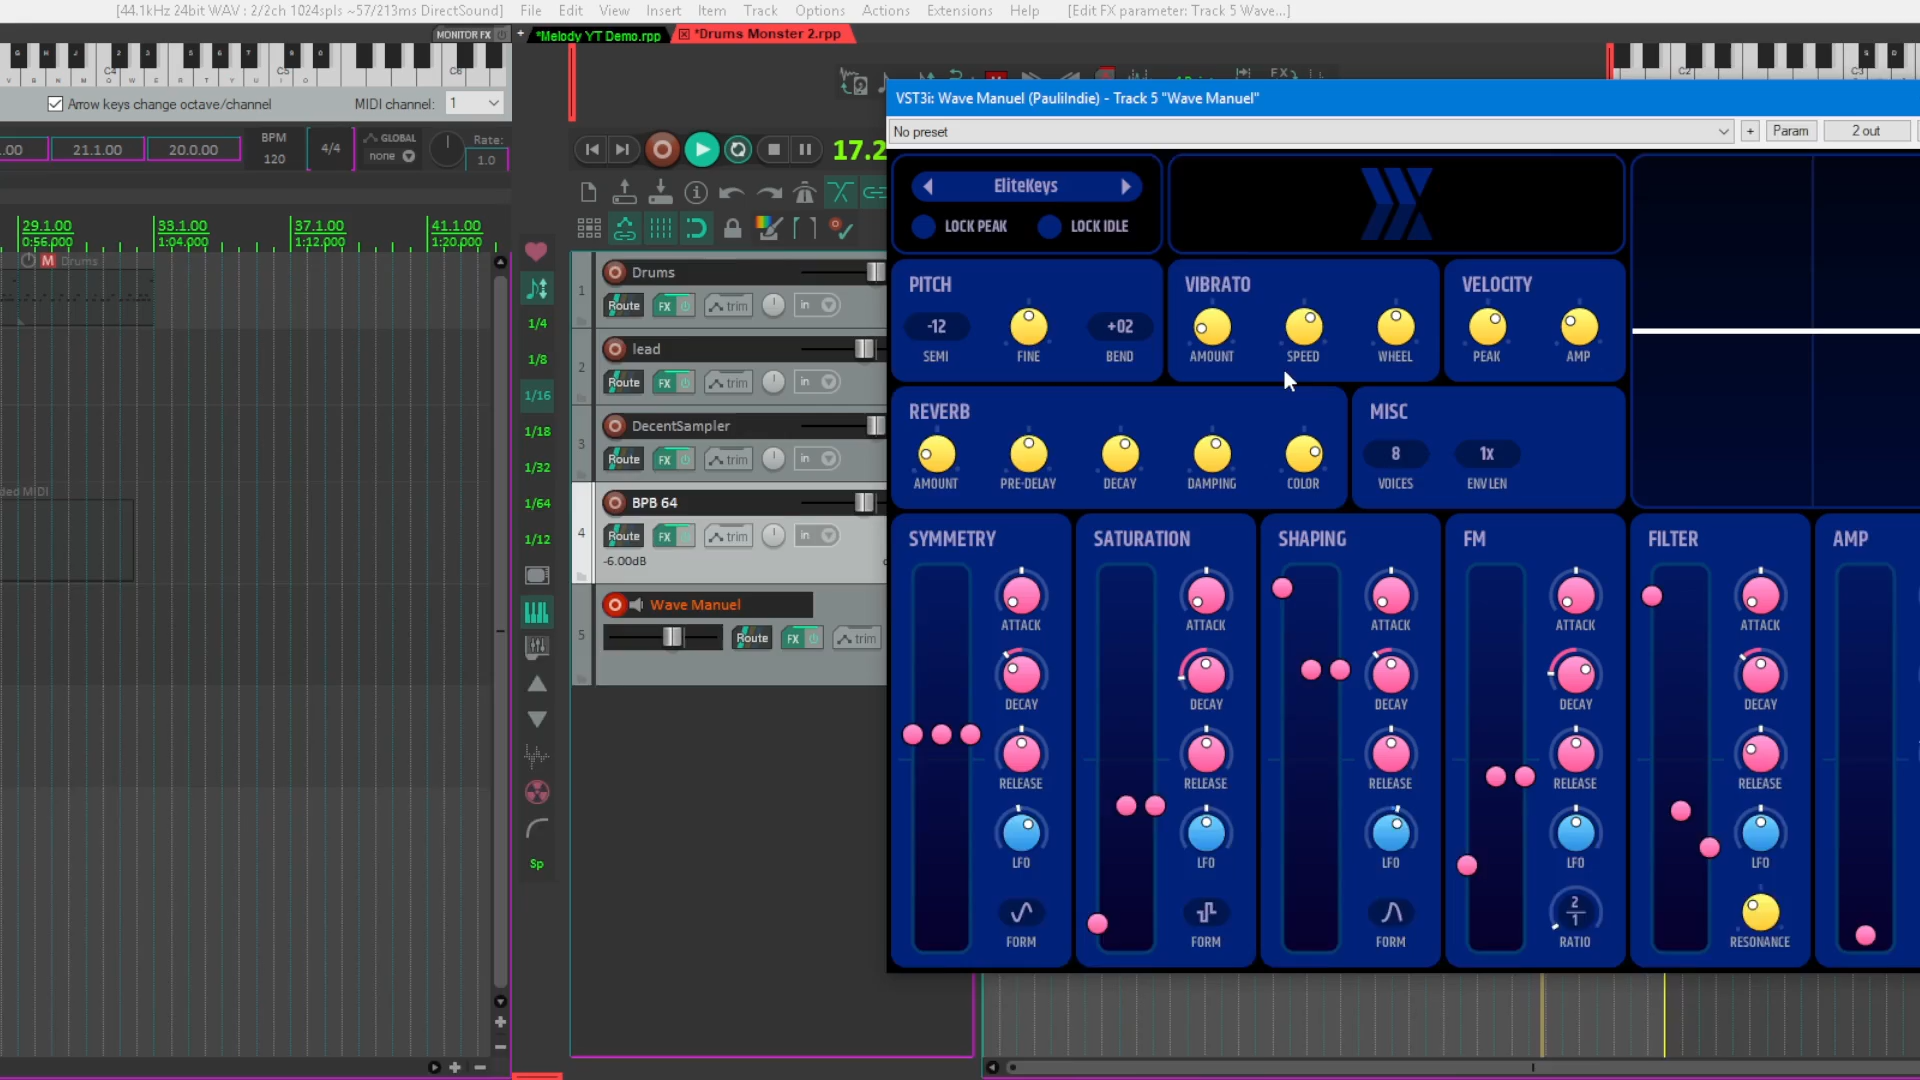 [44.1kHz 24bit WAV : 2/2ch 1024spls ~57/213ms DirectSound]
File Edit View Insert Item Track Options Actions Extensions Help [Edit FX parameter: Track 5 Wave...]
MONITOR FX
+ *Melody YT Demo.rpp *Drums Monster 2.rpp
C4 C5 C6
C2 C3
Arrow keys change octave/channel
MIDI channel: 1
VST3i: Wave Manuel (PauliIndie) - Track 5 "Wave Manuel"
No preset
+ Param 2 out
.00 21.1.00 20.0.00
BPM
120
4/4
GLOBAL
none
Rate:
1.0
17.2
EliteKeys
LOCK PEAK LOCK IDLE
29.1.00 33.1.00 37.1.00 41.1.00
0:56.000 1:04.000 1:12.000 1:20.000
M Drums
ded MIDI
1/4
1/8
1/16
1/18
1/32
1/64
1/12
Sp
1 Drums
Route FX trim in
2 lead
Route FX trim in
3 DecentSampler
Route FX trim in
4 BPB 64
Route FX trim in
-6.00dB
5 Wave Manuel
Route FX trim
PITCH
-12 +02
SEMI FINE BEND
VIBRATO
AMOUNT SPEED WHEEL
VELOCITY
PEAK AMP
REVERB
AMOUNT PRE-DELAY DECAY DAMPING COLOR
MISC
8 1x
VOICES ENV LEN
SYMMETRY
ATTACK
DECAY
RELEASE
LFO
FORM
SATURATION
ATTACK
DECAY
RELEASE
LFO
FORM
SHAPING
ATTACK
DECAY
RELEASE
LFO
FORM
FM
ATTACK
DECAY
RELEASE
LFO
2
1
RATIO
FILTER
ATTACK
DECAY
RELEASE
LFO
RESONANCE
AMP